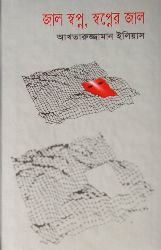 জাল স্বপ্ন, স্বপ্নের জাল
আখতারুজ্জামান ইলিয়াস